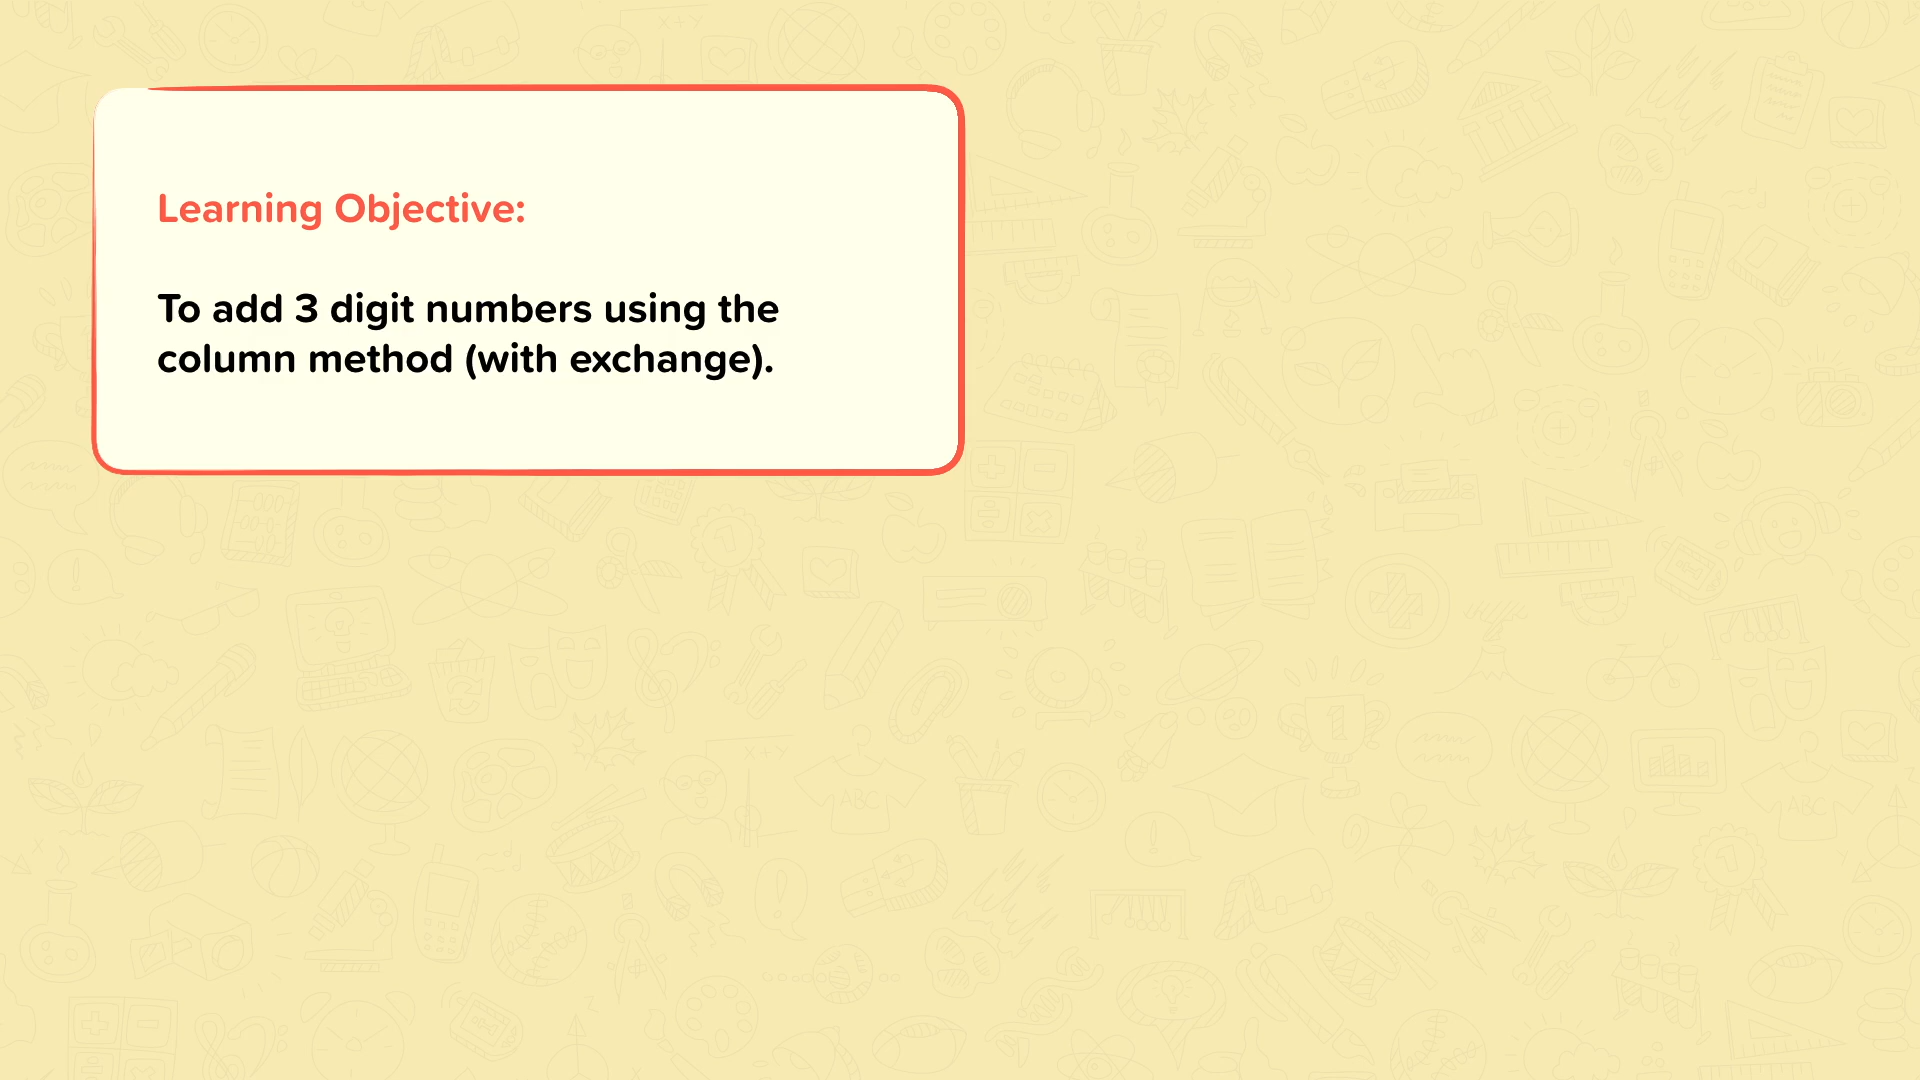 Learning Objective:
To add 3 digit numbers using the
column method (with exchange).